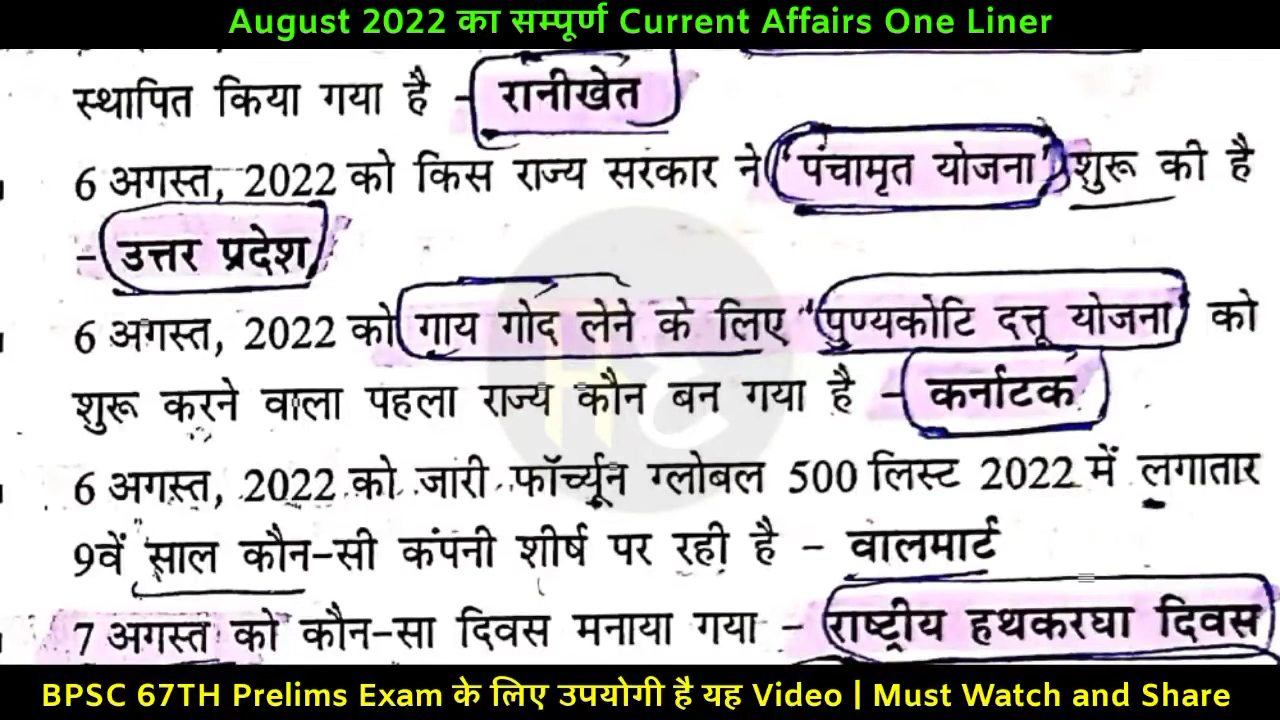 August 2022 का सम्पूर्ण Current Affairs One Liner
स्थापित किया गया है - रानीखेत
6 अगस्त, 2022 को किस राज्य सरकार ने 'पंचामृत योजना' शुरू की है
- उत्तर प्रदेश
6 अगस्त, 2022 को गाय गोद लेने के लिए "पुण्यकोटि दत्तू योजना को
शुरू करने वाला पहला राज्य कौन बन गया है - कर्नाटक
6 अगस्त, 2022 को जारी फॉर्च्यून ग्लोबल 500 लिस्ट 2022 में लगातार
9वें साल कौन-सी कंपनी शीर्ष पर रही है - वालमार्ट
7 अगस्त को कौन-सा दिवस मनाया गया - राष्ट्रीय हथकरघा दिवस
BPSC 67TH Prelims Exam के लिए उपयोगी है यह Video | Must Watch and Share